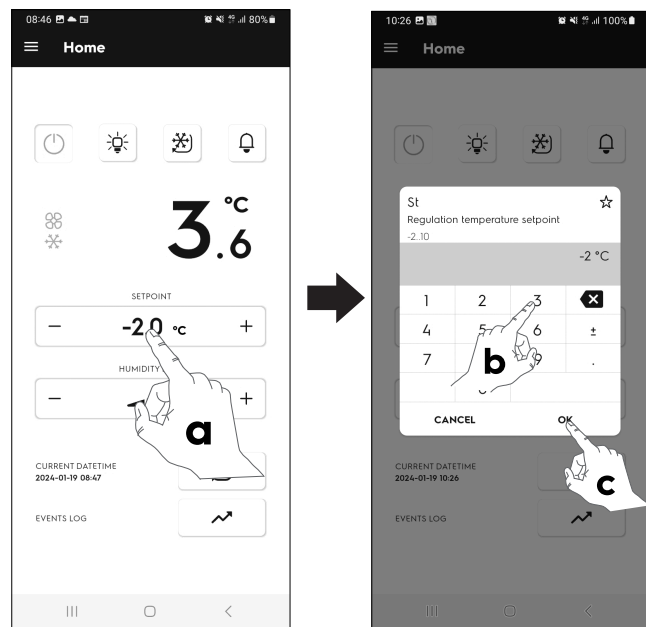 08:46 80%
Home
3.6 °C
SETPOINT
− -2.0 °c +
HUMIDITY
− +
a
CURRENT DATETIME
2024-01-19 08:47
EVENTS LOG
10:26 100%
Home
St
Regulation temperature setpoint
-2..10
-2 °C
1 2 3
4 5 6 ±
7 9 .
b
CANCEL OK
c
CURRENT DATETIME
2024-01-19 10:26
EVENTS LOG